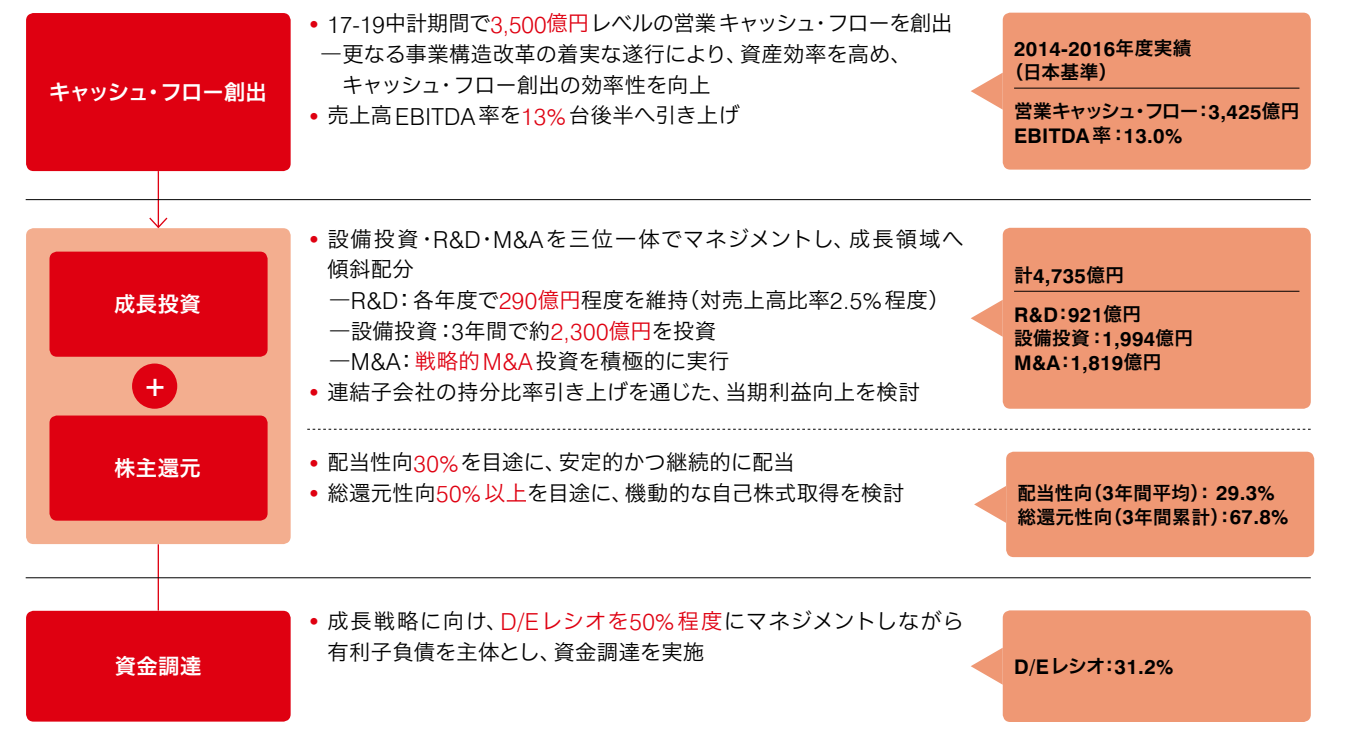 キャッシュ・フロー創出
• 17-19中計期間で3,500億円レベルの営業キャッシュ・フローを創出
―更なる事業構造改革の着実な遂行により、資産効率を高め、
キャッシュ・フロー創出の効率性を向上
• 売上高EBITDA率を13%台後半へ引き上げ
2014-2016年度実績
(日本基準)
営業キャッシュ・フロー:3,425億円
EBITDA率:13.0%
成長投資
• 設備投資・R&D・M&Aを三位一体でマネジメントし、成長領域へ
傾斜配分
―R&D:各年度で290億円程度を維持(対売上高比率2.5%程度)
―設備投資:3年間で約2,300億円を投資
―M&A:戦略的M&A投資を積極的に実行
• 連結子会社の持分比率引き上げを通じた、当期利益向上を検討
計4,735億円
R&D:921億円
設備投資:1,994億円
M&A:1,819億円
+
株主還元
• 配当性向30%を目途に、安定的かつ継続的に配当
• 総還元性向50%以上を目途に、機動的な自己株式取得を検討
配当性向(3年間平均): 29.3%
総還元性向(3年間累計):67.8%
資金調達
• 成長戦略に向け、D/Eレシオを50%程度にマネジメントしながら
有利子負債を主体とし、資金調達を実施
D/Eレシオ:31.2%